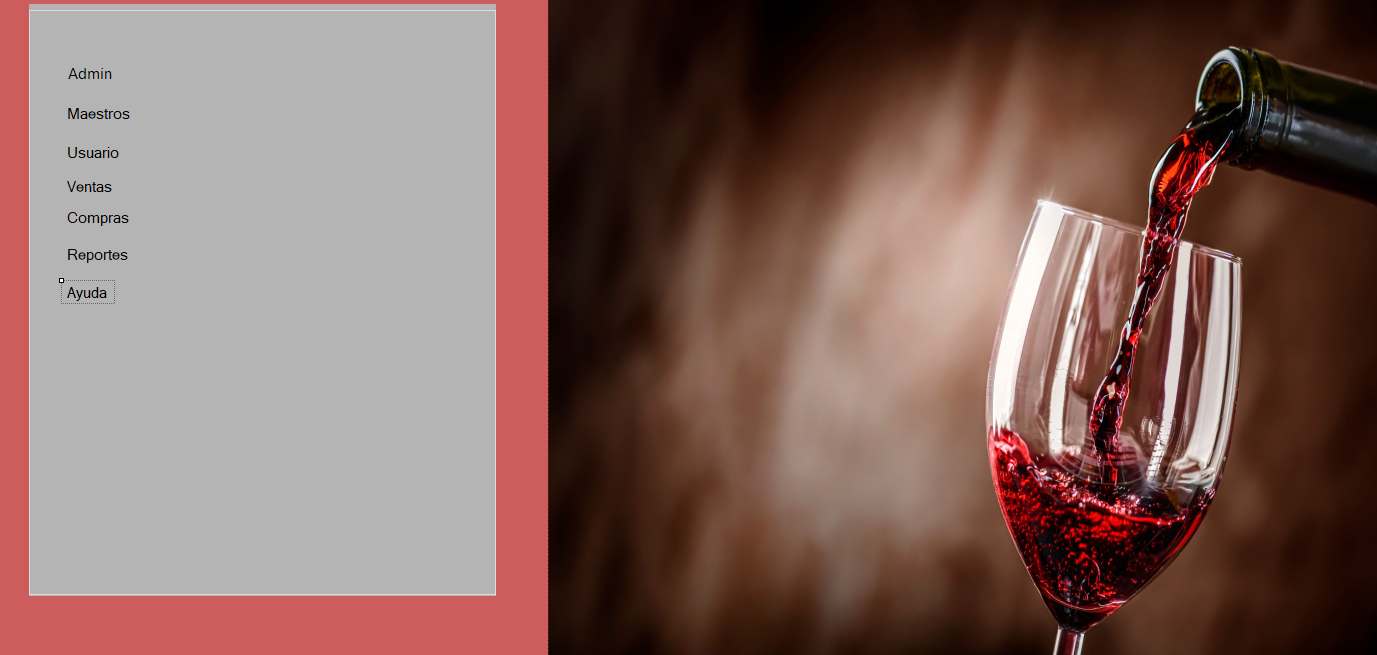 Admin
Maestros
Usuario
Ventas
Compras
Reportes
Ayuda